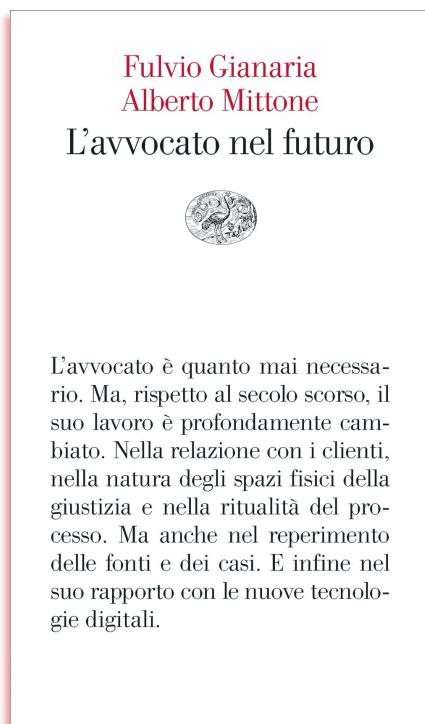 Fulvio Gianaria
Alberto Mittone
L'avvocato nel futuro
L'avvocato è quanto mai necessa-
rio. Ma, rispetto al secolo scorso, il
suo lavoro è profondamente cam-
biato. Nella relazione con i clienti,
nella natura degli spazi fisici della
giustizia e nella ritualità del pro-
cesso. Ma anche nel reperimento
delle fonti e dei casi. E infine nel
suo rapporto con le nuove tecnolo-
gie digitali.